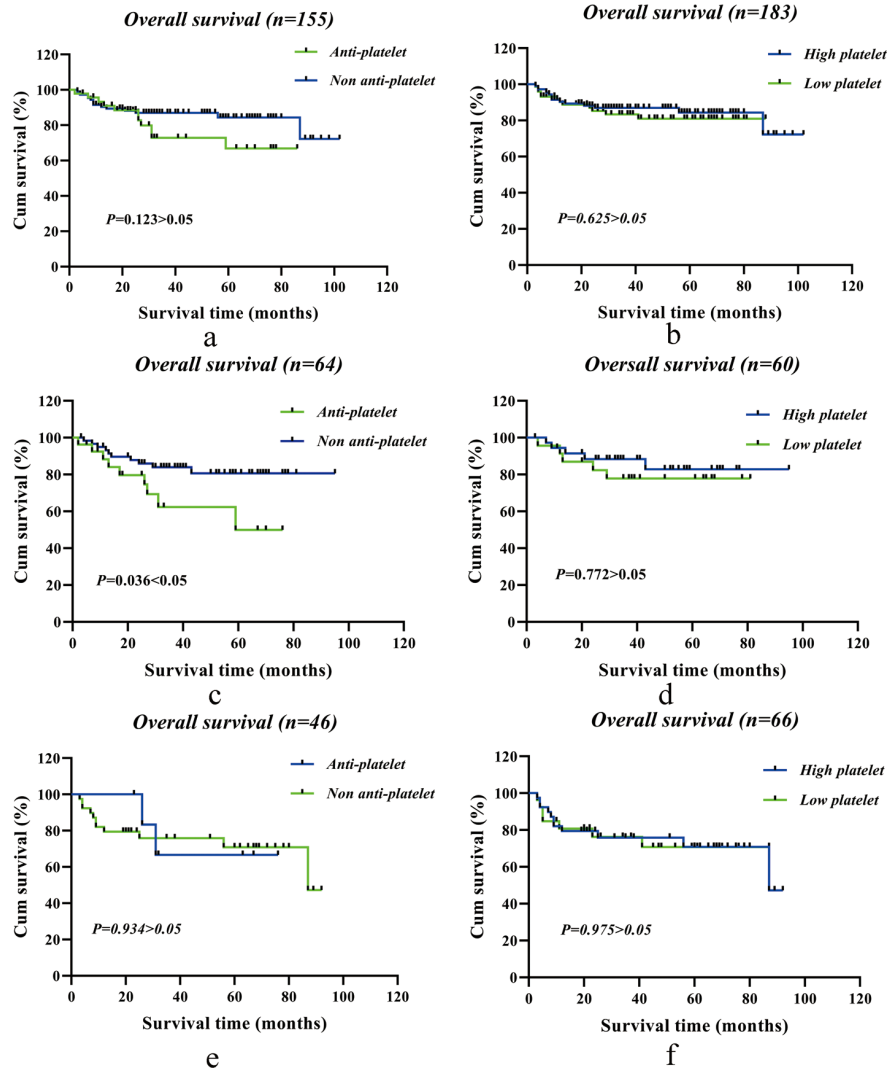 Overall survival (n=155)
Anti-platelet
Non anti-platelet
Cum survival (%)
120
100
80
60
40
20
0
P=0.123>0.05
0 20 40 60 80 100 120
Survival time (months)
a
Overall survival (n=183)
High platelet
Low platelet
Cum survival (%)
120
100
80
60
40
20
0
P=0.625>0.05
0 20 40 60 80 100 120
Survival time (months)
b
Overall survival (n=64)
Anti-platelet
Non anti-platelet
Cum survival (%)
120
100
80
60
40
20
0
P=0.036<0.05
0 20 40 60 80 100 120
Survival time (months)
c
Oversall survival (n=60)
High platelet
Low platelet
Cum survival (%)
120
100
80
60
40
20
0
P=0.772>0.05
0 20 40 60 80 100 120
Survival time (months)
d
Overall survival (n=46)
Anti-platelet
Non anti-platelet
Cum survival (%)
120
100
80
60
40
20
0
P=0.934>0.05
0 20 40 60 80 100 120
Survival time (months)
e
Overall survival (n=66)
High platelet
Low platelet
Cum survival (%)
120
100
80
60
40
20
0
P=0.975>0.05
0 20 40 60 80 100 120
Survival time (months)
f